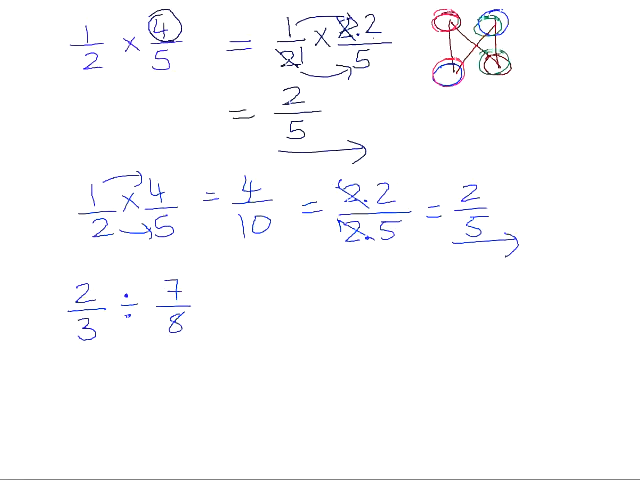 1/2 × 4/5 = 1/21 × 2.2/5
= 2/5
1/2 × 4/5 = 4/10 = 2.2/2.5 = 2/5
2/3 ÷ 7/8